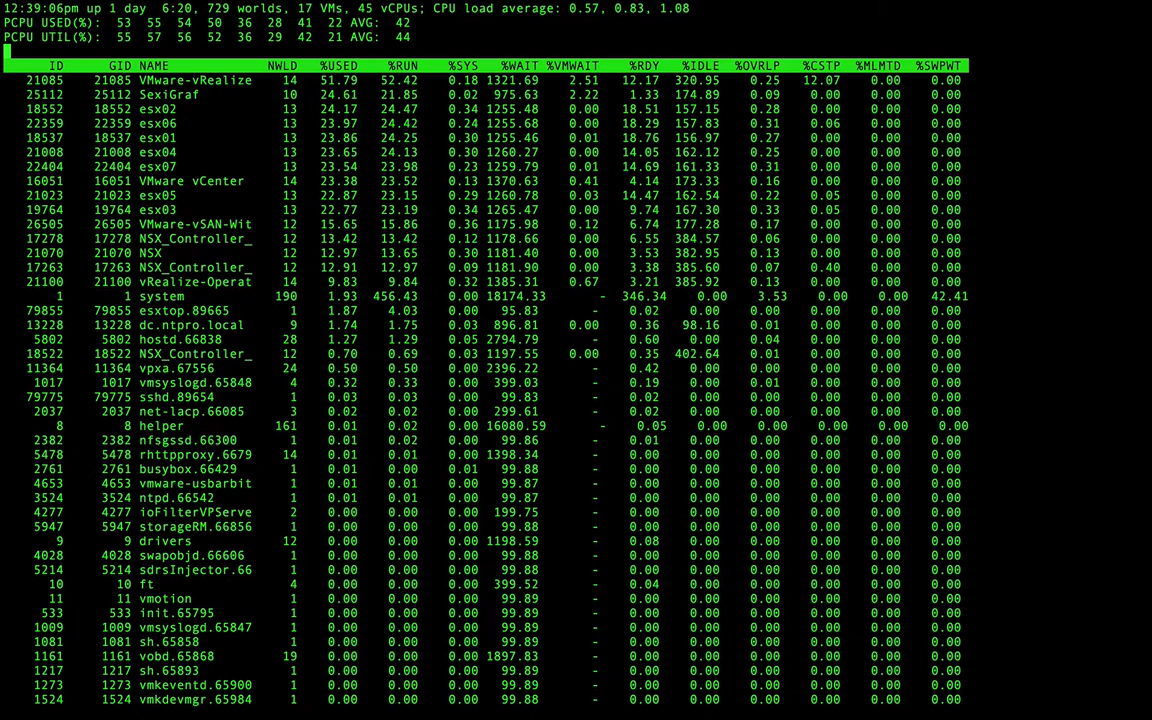 12:39:06pm up 1 day  6:20, 729 worlds, 17 VMs, 45 vCPUs; CPU load average: 0.57, 0.83, 1.08
PCPU USED(%):  53  55  54  50  36  28  41  22 AVG:  42
PCPU UTIL(%):  55  57  56  52  36  29  42  21 AVG:  44
ID GID NAME NWLD %USED %RUN %SYS %WAIT %VMWAIT %RDY %IDLE %OVRLP %CSTP %MLMTD %SWPWT
21085 21085 VMware-vRealize 14 51.79 52.42 0.18 1321.69 2.51 12.17 320.95 0.25 12.07 0.00 0.00
25112 25112 SexiGraf 10 24.61 21.85 0.02 975.63 2.22 1.33 174.89 0.09 0.00 0.00 0.00
18552 18552 esx02 13 24.17 24.47 0.34 1255.48 0.00 18.51 157.15 0.28 0.00 0.00 0.00
22359 22359 esx06 13 23.97 24.42 0.24 1255.68 0.00 18.29 157.83 0.31 0.06 0.00 0.00
18537 18537 esx01 13 23.86 24.25 0.30 1255.46 0.01 18.76 156.97 0.27 0.00 0.00 0.00
21008 21008 esx04 13 23.65 24.13 0.30 1260.27 0.00 14.05 162.12 0.25 0.00 0.00 0.00
22404 22404 esx07 13 23.54 23.98 0.23 1259.79 0.01 14.69 161.33 0.31 0.00 0.00 0.00
16051 16051 VMware vCenter 14 23.38 23.52 0.13 1370.63 0.41 4.14 173.33 0.16 0.00 0.00 0.00
21023 21023 esx05 13 22.87 23.15 0.29 1260.78 0.03 14.47 162.54 0.22 0.05 0.00 0.00
19764 19764 esx03 13 22.77 23.19 0.34 1265.47 0.00 9.74 167.30 0.33 0.05 0.00 0.00
26505 26505 VMware-vSAN-Wit 12 15.65 15.86 0.36 1175.98 0.12 6.74 177.28 0.17 0.00 0.00 0.00
17278 17278 NSX_Controller_ 12 13.42 13.42 0.12 1178.66 0.00 6.55 384.57 0.06 0.00 0.00 0.00
21070 21070 NSX 12 12.97 13.65 0.30 1181.40 0.00 3.53 382.95 0.13 0.00 0.00 0.00
17263 17263 NSX_Controller_ 12 12.91 12.97 0.09 1181.90 0.00 3.38 385.60 0.07 0.40 0.00 0.00
21100 21100 vRealize-Operat 14 9.83 9.84 0.32 1385.31 0.67 3.21 385.92 0.13 0.00 0.00 0.00
1 1 system 190 1.93 456.43 0.00 18174.33 - 346.34 0.00 3.53 0.00 0.00 42.41
79855 79855 esxtop.89665 1 1.87 4.03 0.00 95.83 - 0.02 0.00 0.00 0.00 0.00 0.00
13228 13228 dc.ntpro.local 9 1.74 1.75 0.03 896.81 0.00 0.36 98.16 0.01 0.00 0.00 0.00
5802 5802 hostd.66838 28 1.27 1.29 0.05 2794.79 - 0.60 0.00 0.04 0.00 0.00 0.00
18522 18522 NSX_Controller_ 12 0.70 0.69 0.03 1197.55 0.00 0.35 402.64 0.01 0.00 0.00 0.00
11364 11364 vpxa.67556 24 0.50 0.50 0.00 2396.22 - 0.42 0.00 0.00 0.00 0.00 0.00
1017 1017 vmsyslogd.65848 4 0.32 0.33 0.00 399.03 - 0.19 0.00 0.01 0.00 0.00 0.00
79775 79775 sshd.89654 1 0.03 0.03 0.00 99.83 - 0.02 0.00 0.00 0.00 0.00 0.00
2037 2037 net-lacp.66085 3 0.02 0.02 0.00 299.61 - 0.02 0.00 0.00 0.00 0.00 0.00
8 8 helper 161 0.01 0.02 0.00 16080.59 - 0.05 0.00 0.00 0.00 0.00 0.00
2382 2382 nfsgssd.66300 1 0.01 0.02 0.00 99.86 - 0.01 0.00 0.00 0.00 0.00 0.00
5478 5478 rhttpproxy.6679 14 0.01 0.01 0.00 1398.34 - 0.00 0.00 0.00 0.00 0.00 0.00
2761 2761 busybox.66429 1 0.01 0.00 0.01 99.88 - 0.00 0.00 0.00 0.00 0.00 0.00
4653 4653 vmware-usbarbit 1 0.01 0.01 0.00 99.87 - 0.00 0.00 0.00 0.00 0.00 0.00
3524 3524 ntpd.66542 1 0.01 0.01 0.00 99.87 - 0.00 0.00 0.00 0.00 0.00 0.00
4277 4277 ioFilterVPServe 2 0.00 0.00 0.00 199.75 - 0.00 0.00 0.00 0.00 0.00 0.00
5947 5947 storageRM.66856 1 0.00 0.00 0.00 99.88 - 0.00 0.00 0.00 0.00 0.00 0.00
9 9 drivers 12 0.00 0.00 0.00 1198.59 - 0.08 0.00 0.00 0.00 0.00 0.00
4028 4028 swapobjd.66606 1 0.00 0.00 0.00 99.88 - 0.00 0.00 0.00 0.00 0.00 0.00
5214 5214 sdrsInjector.66 1 0.00 0.00 0.00 99.88 - 0.00 0.00 0.00 0.00 0.00 0.00
10 10 ft 4 0.00 0.00 0.00 399.52 - 0.04 0.00 0.00 0.00 0.00 0.00
11 11 vmotion 1 0.00 0.00 0.00 99.89 - 0.00 0.00 0.00 0.00 0.00 0.00
533 533 init.65795 1 0.00 0.00 0.00 99.89 - 0.00 0.00 0.00 0.00 0.00 0.00
1009 1009 vmsyslogd.65847 1 0.00 0.00 0.00 99.89 - 0.00 0.00 0.00 0.00 0.00 0.00
1081 1081 sh.65858 1 0.00 0.00 0.00 99.89 - 0.00 0.00 0.00 0.00 0.00 0.00
1161 1161 vobd.65868 19 0.00 0.00 0.00 1897.83 - 0.00 0.00 0.00 0.00 0.00 0.00
1217 1217 sh.65893 1 0.00 0.00 0.00 99.89 - 0.00 0.00 0.00 0.00 0.00 0.00
1273 1273 vmkeventd.65900 1 0.00 0.00 0.00 99.89 - 0.00 0.00 0.00 0.00 0.00 0.00
1524 1524 vmkdevmgr.65984 1 0.00 0.00 0.00 99.88 - 0.00 0.00 0.00 0.00 0.00 0.00